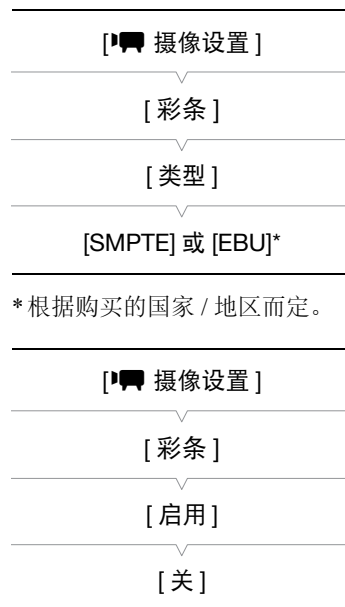 [ 摄像设置 ]
[ 彩条 ]
[ 类型 ]
[SMPTE] 或 [EBU]*
* 根据购买的国家 / 地区而定。
[ 摄像设置 ]
[ 彩条 ]
[ 启用 ]
[ 关 ]